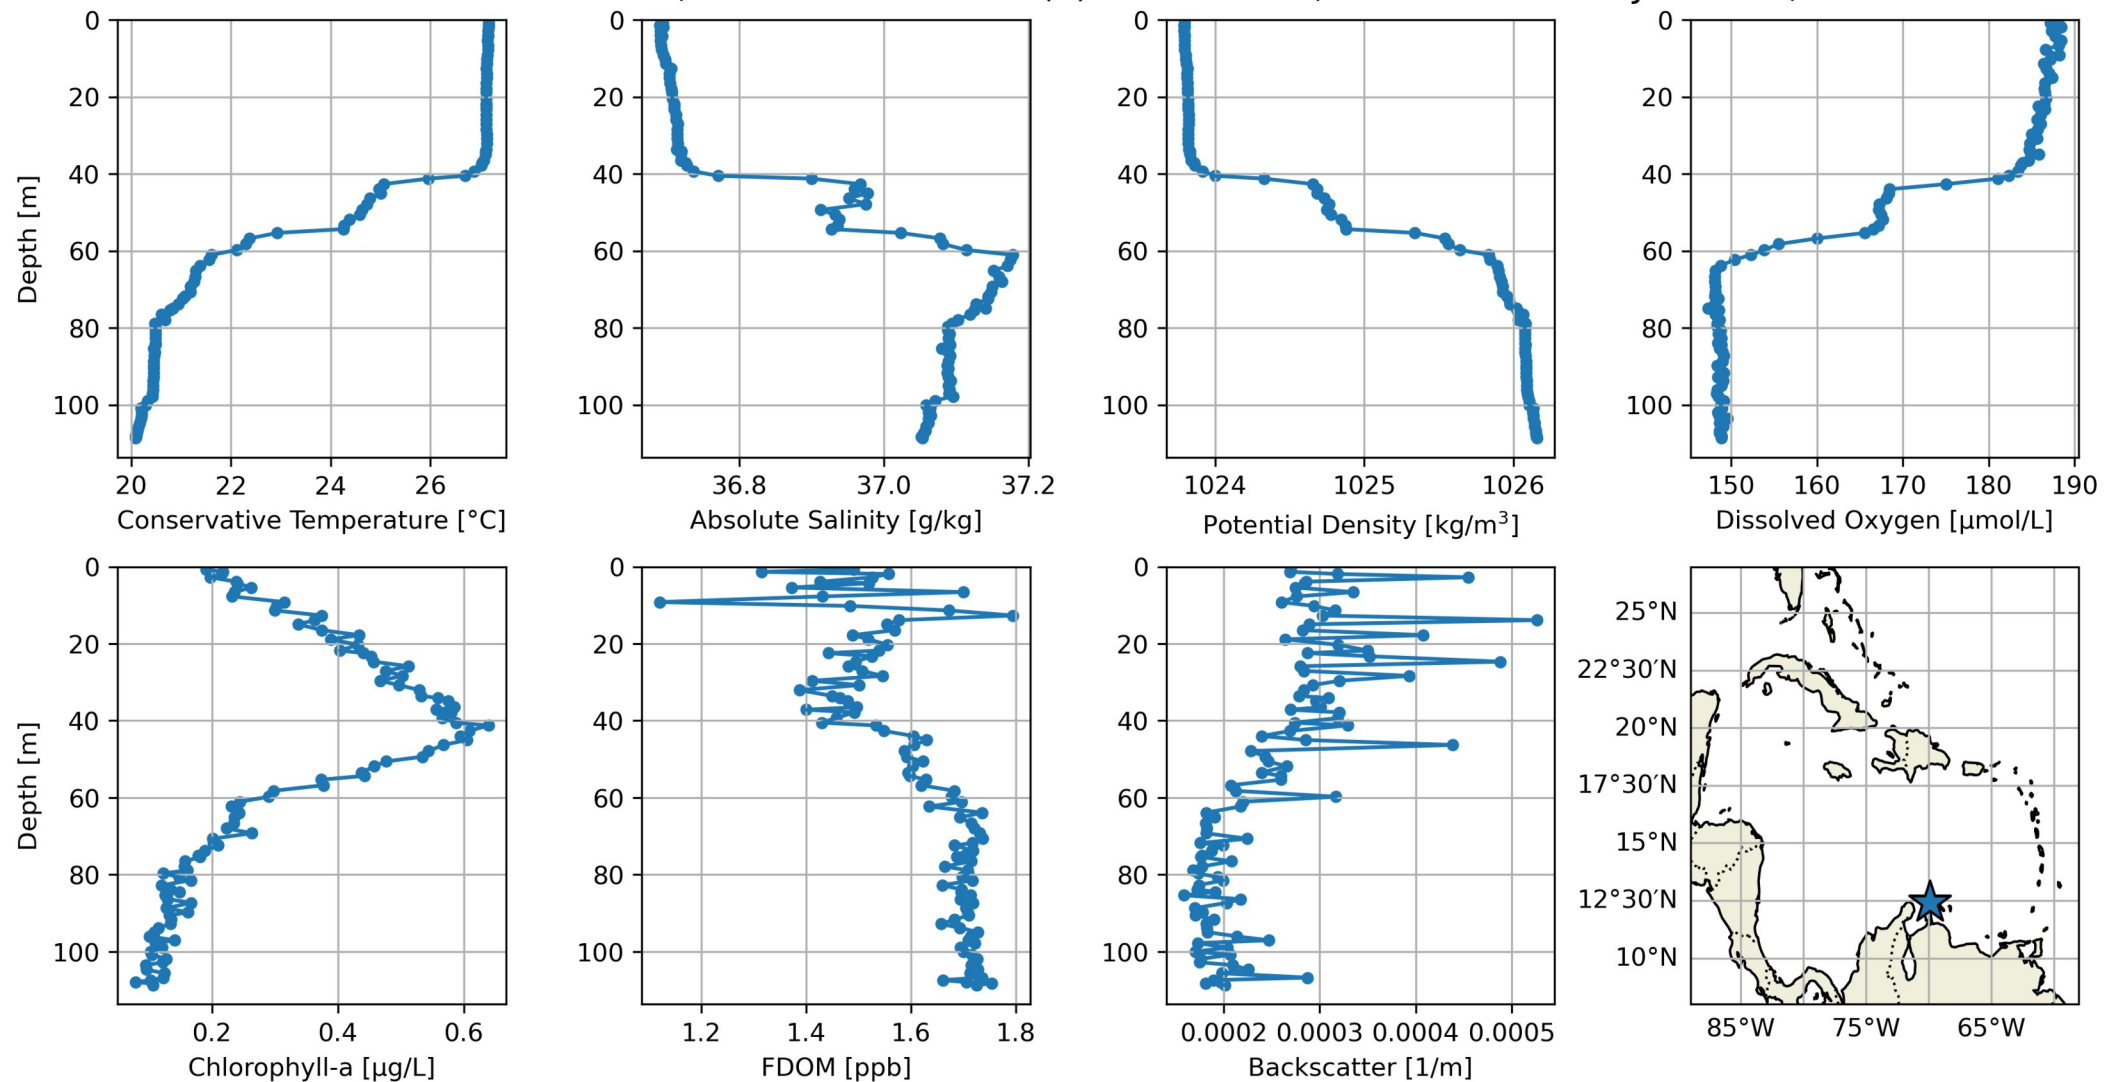 0
20
40
60
80
100
Depth [m]
20 22 24 26
Conservative Temperature [°C]
0
20
40
60
80
100
36.8 37.0 37.2
Absolute Salinity [g/kg]
0
20
40
60
80
100
1024 1025 1026
Potential Density [kg/m³]
0
20
40
60
80
100
150 160 170 180 190
Dissolved Oxygen [µmol/L]
0
20
40
60
80
100
Depth [m]
0.2 0.4 0.6
Chlorophyll-a [µg/L]
0
20
40
60
80
100
1.2 1.4 1.6 1.8
FDOM [ppb]
0
20
40
60
80
100
0.0002 0.0003 0.0004 0.0005
Backscatter [1/m]
25°N
22°30′N
20°N
17°30′N
15°N
12°30′N
10°N
85°W 75°W 65°W